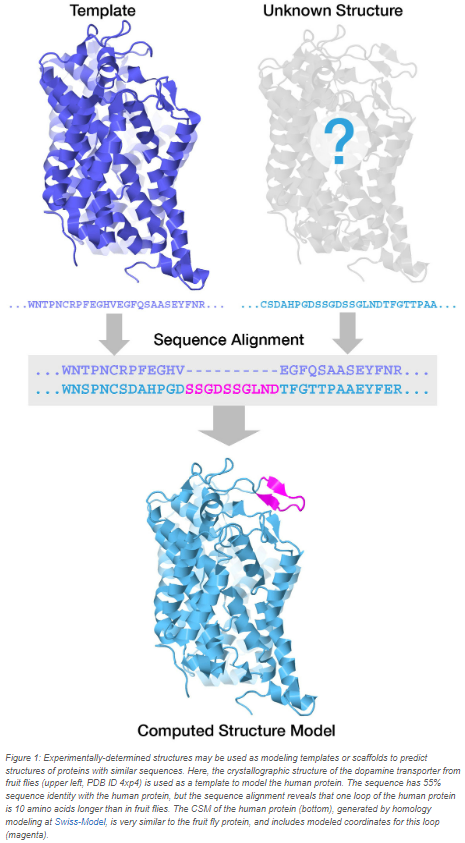 Template
Unknown Structure
?
...WNTPNCRPFEGHVEGFQSAASEYFNR...
...CSDAHPGDSSGDSSGLNDTFGTTPAA...
Sequence Alignment
...WNTPNCRPFEGHV----------EGFQSAASEYFNR...
...WNSPNCSDAHPGDSSGDSSGLNDTFGTTPAAEYFER...
Computed Structure Model
Figure 1: Experimentally-determined structures may be used as modeling templates or scaffolds to predict
structures of proteins with similar sequences. Here, the crystallographic structure of the dopamine transporter from
fruit flies (upper left, PDB ID 4xp4) is used as a template to model the human protein. The sequence has 55%
sequence identity with the human protein, but the sequence alignment reveals that one loop of the human protein
is 10 amino acids longer than in fruit flies. The CSM of the human protein (bottom), generated by homology
modeling at Swiss-Model, is very similar to the fruit fly protein, and includes modeled coordinates for this loop
(magenta).